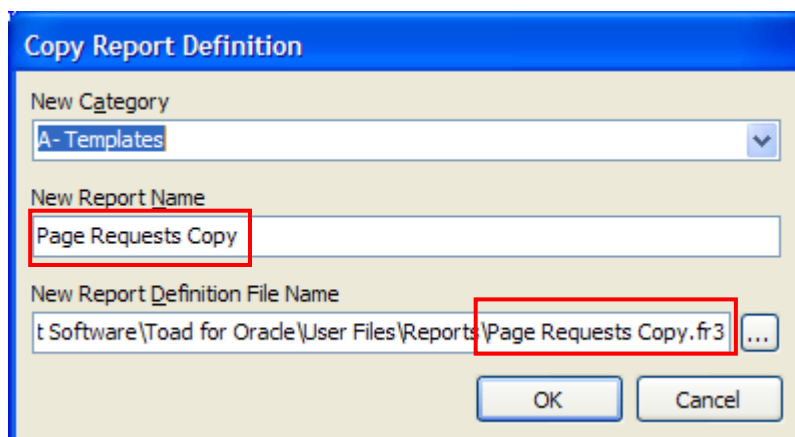 Copy Report Definition
New Category
A- Templates
New Report Name
Page Requests Copy
New Report Definition File Name
t Software\Toad for Oracle\User Files\Reports\Page Requests Copy.fr3
...
OK Cancel